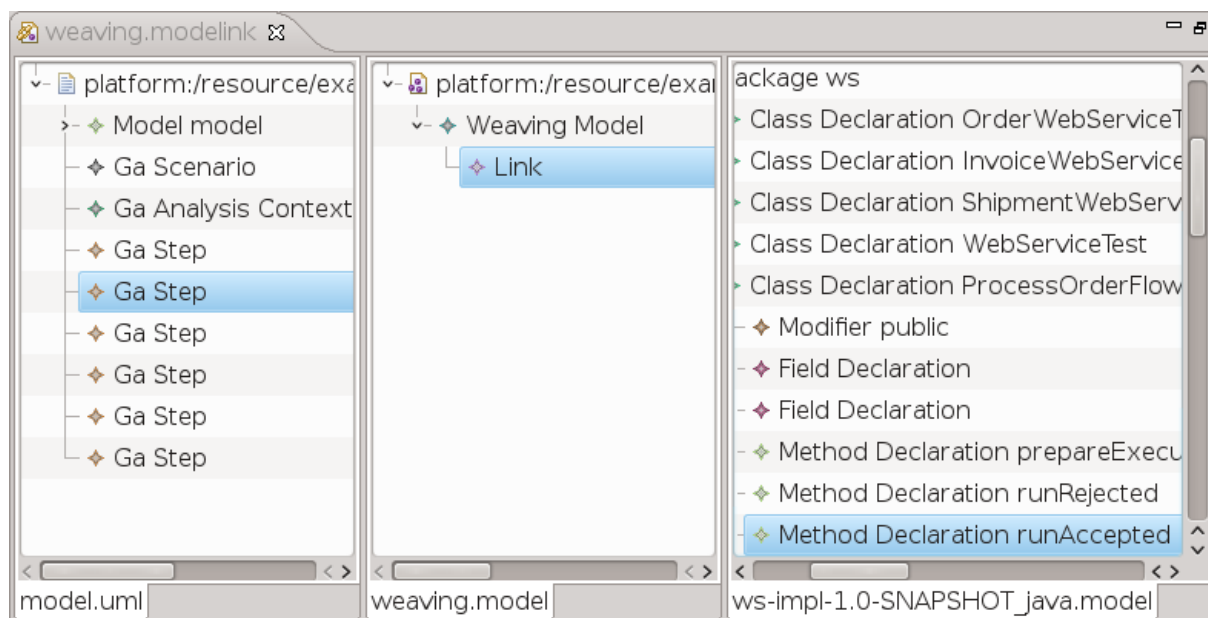 weaving.modelink
platform:/resource/exa
Model model
Ga Scenario
Ga Analysis Context
Ga Step
Ga Step
Ga Step
Ga Step
Ga Step
Ga Step
model.uml
platform:/resource/exa
Weaving Model
Link
weaving.model
ackage ws
Class Declaration OrderWebServiceT
Class Declaration InvoiceWebService
Class Declaration ShipmentWebServ
Class Declaration WebServiceTest
Class Declaration ProcessOrderFlow
Modifier public
Field Declaration
Field Declaration
Method Declaration prepareExecu
Method Declaration runRejected
Method Declaration runAccepted
ws-impl-1.0-SNAPSHOT_java.model